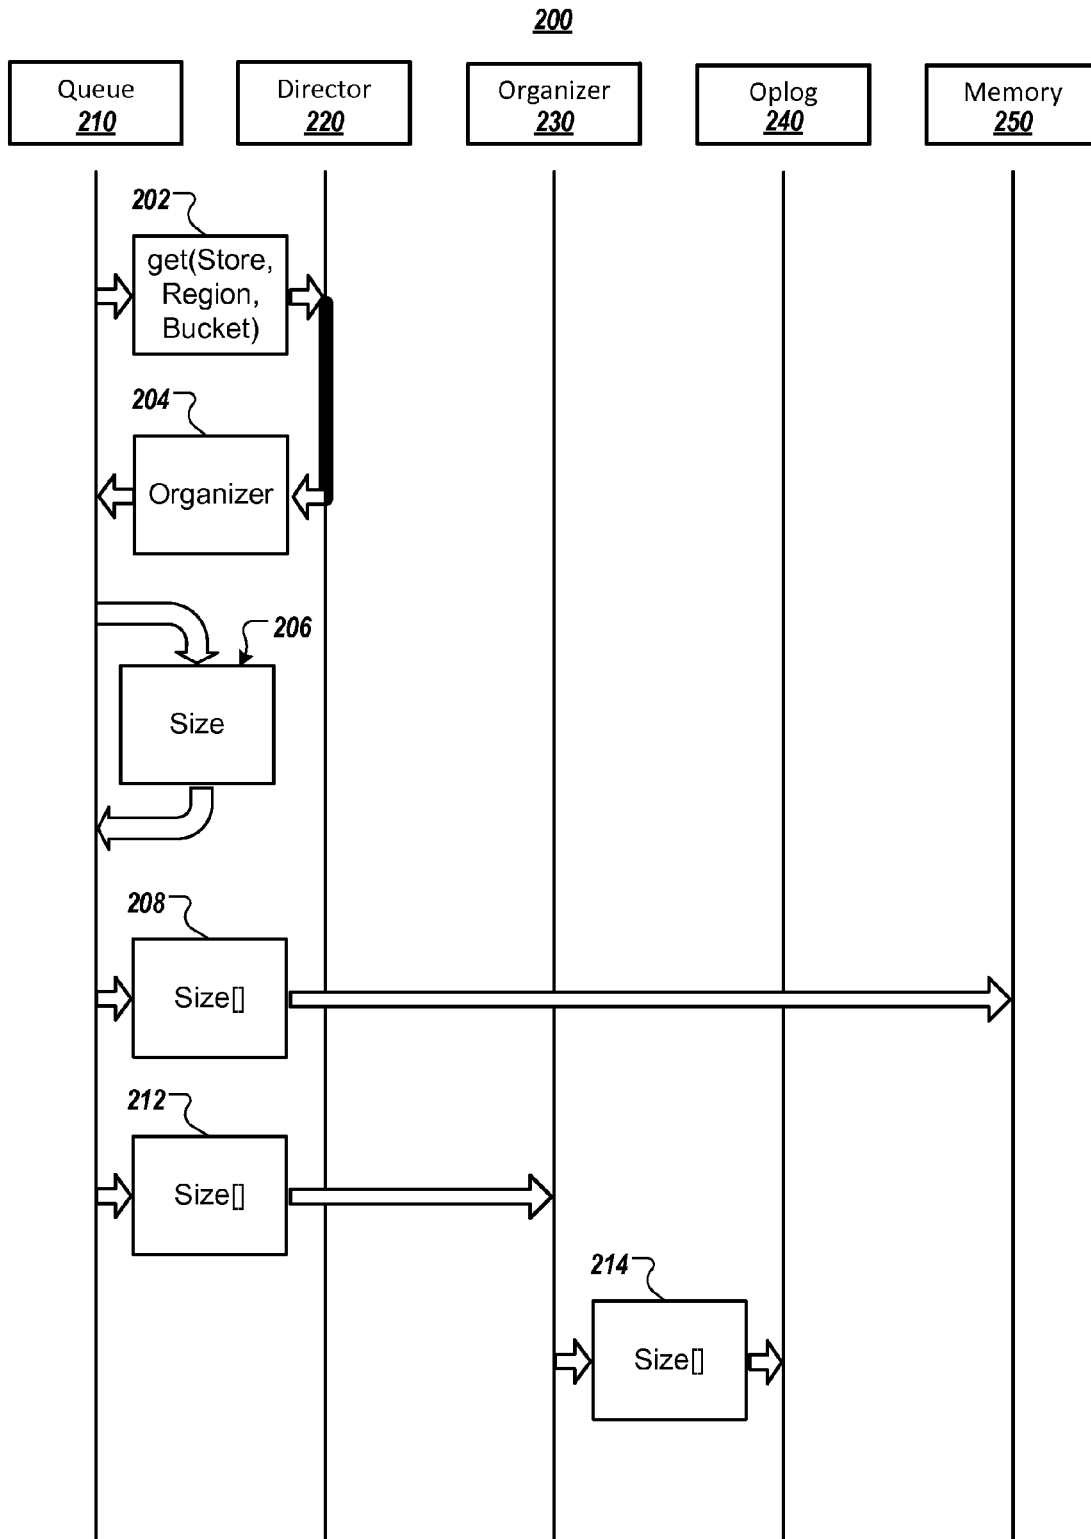 200
Queue
210
Director
220
Organizer
230
Oplog
240
Memory
250
202
get(Store,
Region,
Bucket)
204
Organizer
206
Size
208
Size[]
212
Size[]
214
Size[]